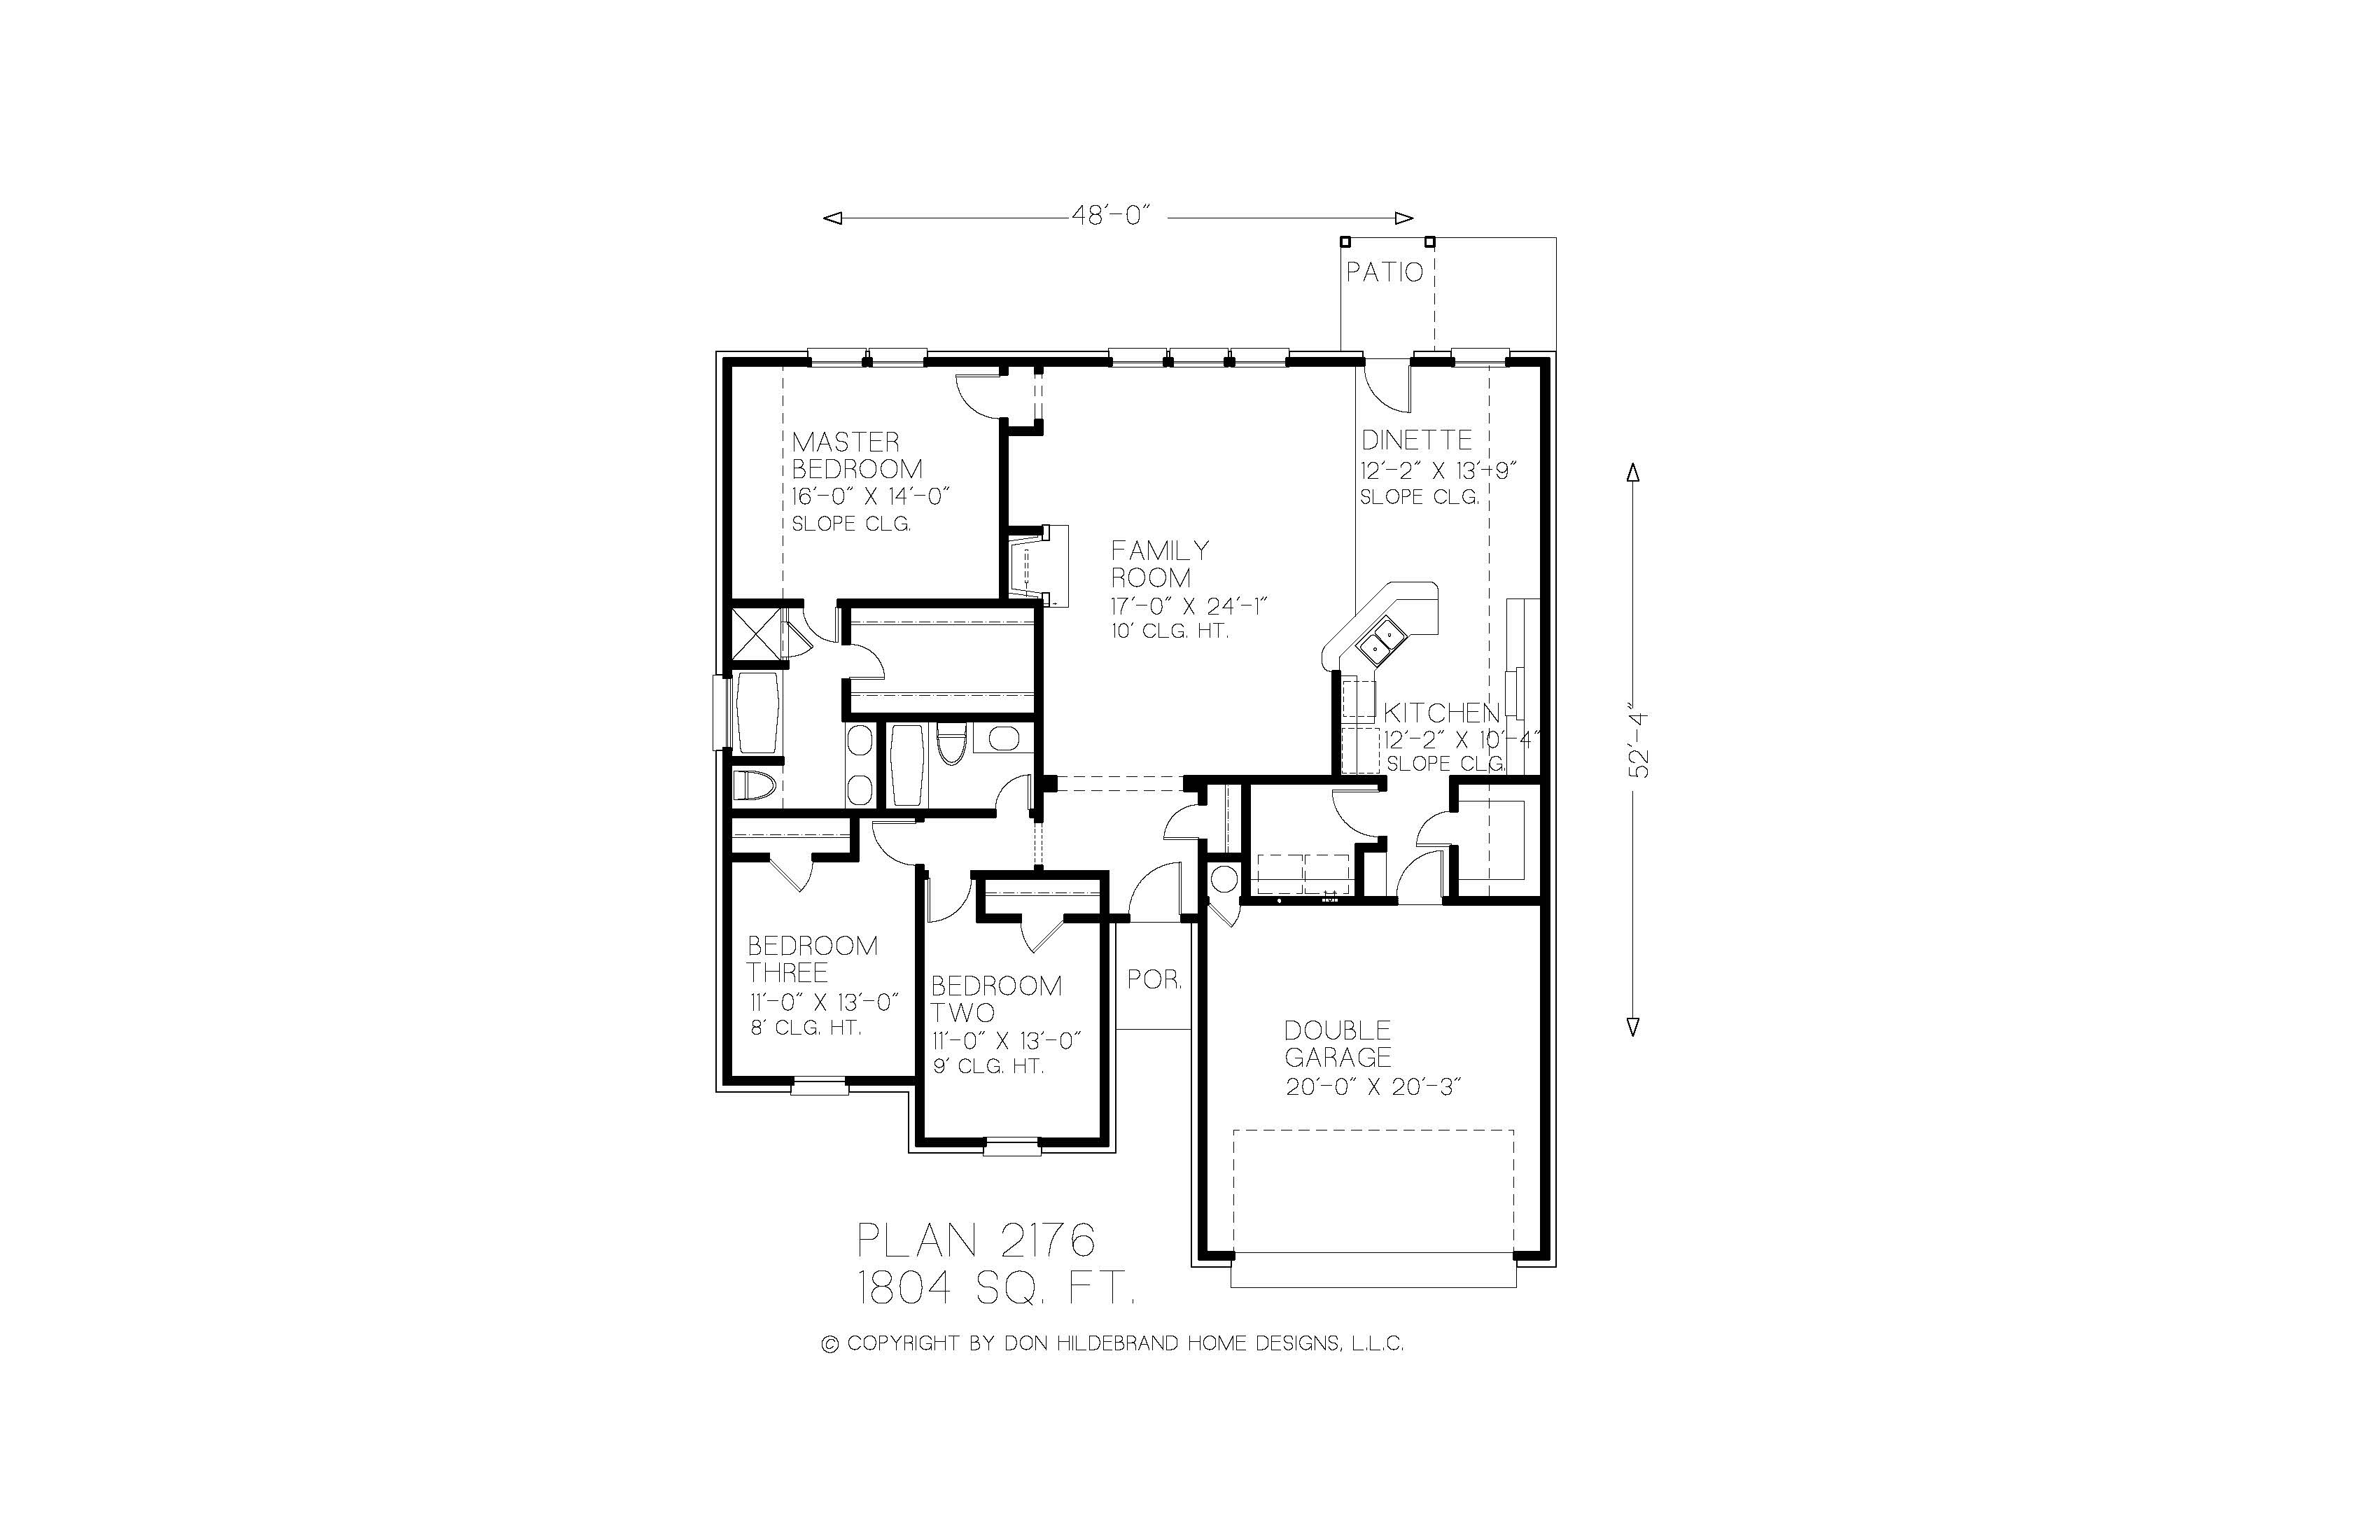 48'-0"
PATIO
MASTER
BEDROOM
16'-0" X 14'-0"
SLOPE CLG.
DINETTE
12'-2" X 13'-9"
SLOPE CLG.
FAMILY
ROOM
17'-0" X 24'-1"
10' CLG. HT.
KITCHEN
12'-2" X 10'-4"
SLOPE CLG.
52'-4"
BEDROOM
THREE
11'-0" X 13'-0"
8' CLG. HT.
BEDROOM
TWO
11'-0" X 13'-0"
9' CLG. HT.
POR.
DOUBLE
GARAGE
20'-0" X 20'-3"
PLAN 2176
1804 SQ. FT.
© COPYRIGHT BY DON HILDEBRAND HOME DESIGNS, L.L.C.